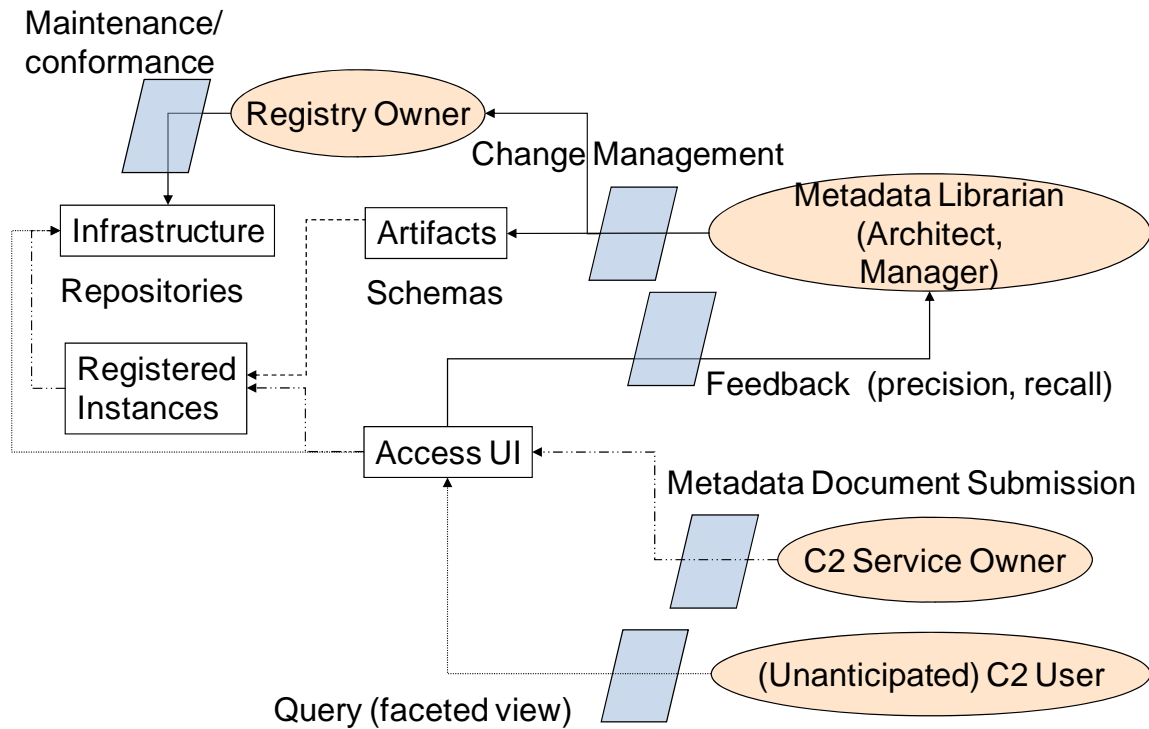 Maintenance/
conformance
Registry Owner
Change Management
Metadata Librarian
(Architect,
Manager)
Infrastructure
Artifacts
Repositories
Schemas
Registered
Instances
Feedback (precision, recall)
Access UI
Metadata Document Submission
C2 Service Owner
(Unanticipated) C2 User
Query (faceted view)